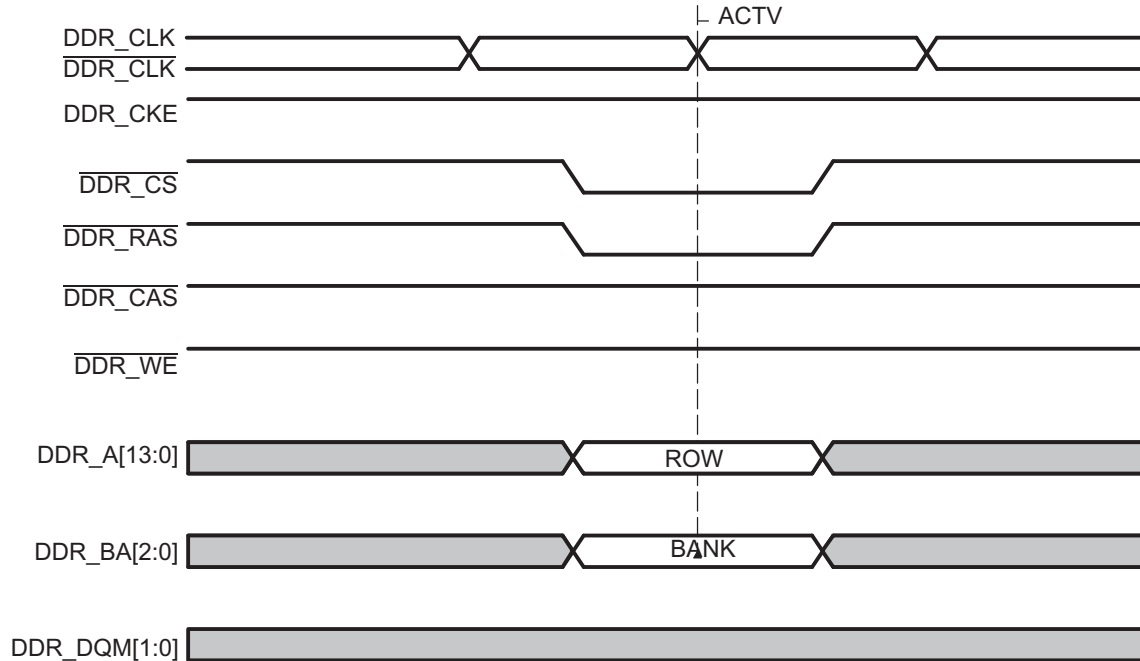 ACTV
DDR_CLK
DDR_CLK
DDR_CKE
DDR_CS
DDR_RAS
DDR_CAS
DDR_WE
DDR_A[13:0] ROW
DDR_BA[2:0] BANK
DDR_DQM[1:0]